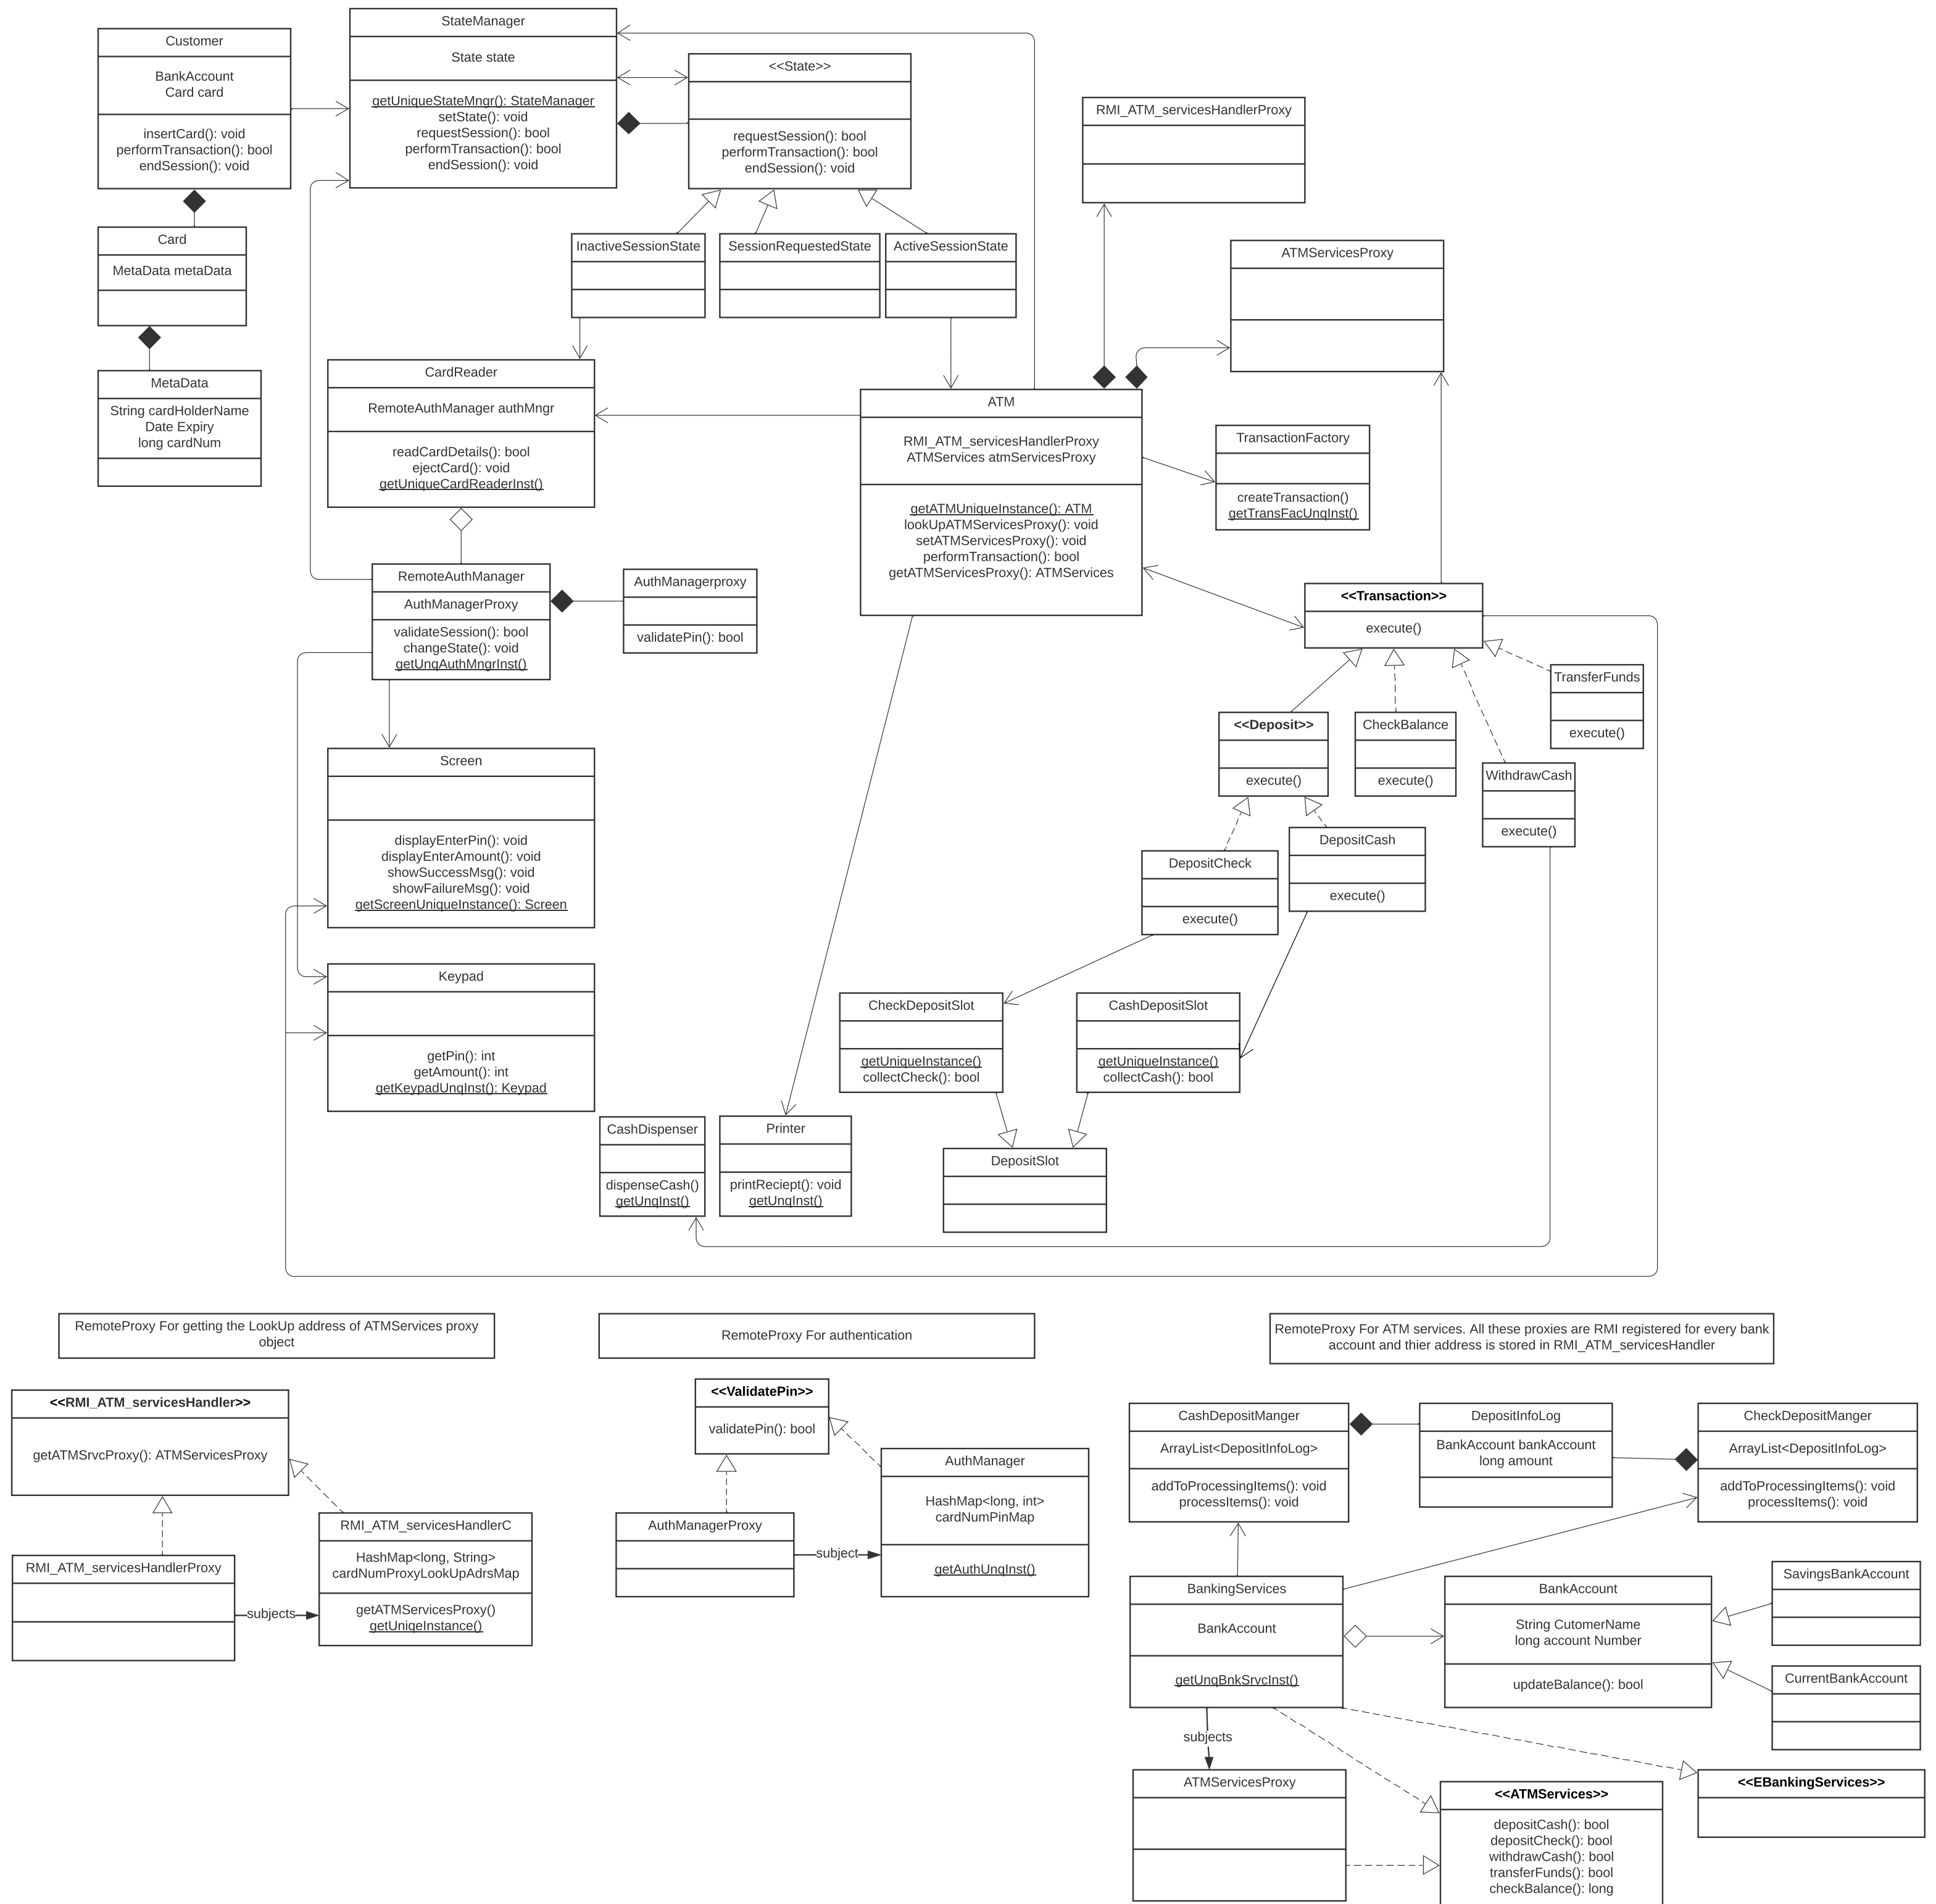 StateManager
State state
getUniqueStateMngr(): StateManager
setState(): void
requestSession(): bool
performTransaction(): bool
endSession(): void
Customer
BankAccount
Card card
insertCard(): void
performTransaction(): bool
endSession(): void
<<State>>
requestSession(): bool
performTransaction(): bool
endSession(): void
RMI_ATM_servicesHandlerProxy
Card
MetaData metaData
InactiveSessionState
SessionRequestedState
ActiveSessionState
ATMServicesProxy
MetaData
String cardHolderName
Date Expiry
long cardNum
CardReader
RemoteAuthManager authMngr
readCardDetails(): bool
ejectCard(): void
getUniqueCardReaderInst()
ATM
RMI_ATM_servicesHandlerProxy
ATMServices atmServicesProxy
getATMUniqueInstance(): ATM
lookUpATMServicesProxy(): void
setATMServicesProxy(): void
performTransaction(): bool
getATMServicesProxy(): ATMServices
TransactionFactory
createTransaction()
getTransFacUnqInst()
RemoteAuthManager
AuthManagerProxy
validateSession(): bool
changeState(): void
getUnqAuthMngrInst()
AuthManagerproxy
validatePin(): bool
<<Transaction>>
execute()
TransferFunds
execute()
<<Deposit>>
execute()
CheckBalance
execute()
WithdrawCash
execute()
Screen
displayEnterPin(): void
displayEnterAmount(): void
showSuccessMsg(): void
showFailureMsg(): void
getScreenUniqueInstance(): Screen
DepositCheck
execute()
DepositCash
execute()
Keypad
getPin(): int
getAmount(): int
getKeypadUnqInst(): Keypad
CheckDepositSlot
getUniqueInstance()
collectCheck(): bool
CashDepositSlot
getUniqueInstance()
collectCash(): bool
CashDispenser
dispenseCash()
getUnqInst()
Printer
printReciept(): void
getUnqInst()
DepositSlot
RemoteProxy For getting the LookUp address of ATMServices proxy
object
RemoteProxy For authentication
RemoteProxy For ATM services. All these proxies are RMI registered for every bank
account and thier address is stored in RMI_ATM_servicesHandler
<<RMI_ATM_servicesHandler>>
getATMSrvcProxy(): ATMServicesProxy
RMI_ATM_servicesHandlerProxy
subjects
RMI_ATM_servicesHandlerC
HashMap<long, String>
cardNumProxyLookUpAdrsMap
getATMServicesProxy()
getUniqeInstance()
<<ValidatePin>>
validatePin(): bool
AuthManagerProxy
subject
AuthManager
HashMap<long, int>
cardNumPinMap
getAuthUnqInst()
CashDepositManger
ArrayList<DepositInfoLog>
addToProcessingItems(): void
processItems(): void
DepositInfoLog
BankAccount bankAccount
long amount
CheckDepositManger
ArrayList<DepositInfoLog>
addToProcessingItems(): void
processItems(): void
BankingServices
BankAccount
getUnqBnkSrvcInst()
BankAccount
String CutomerName
long account Number
updateBalance(): bool
SavingsBankAccount
CurrentBankAccount
subjects
ATMServicesProxy
<<ATMServices>>
depositCash(): bool
depositCheck(): bool
withdrawCash(): bool
transferFunds(): bool
checkBalance(): long
<<EBankingServices>>